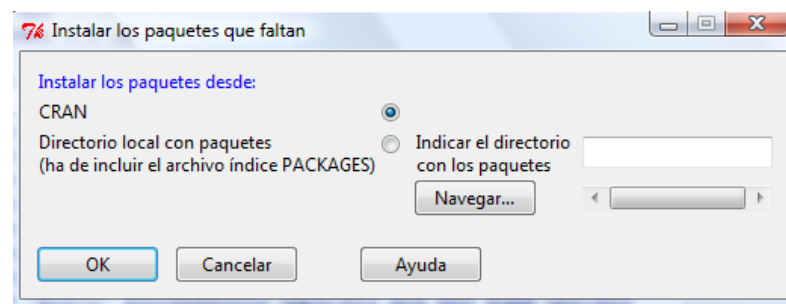 Instalar los paquetes que faltan
Instalar los paquetes desde:
CRAN
Directorio local con paquetes
(ha de incluir el archivo índice PACKAGES)
Indicar el directorio
con los paquetes
Navegar...
OK
Cancelar
Ayuda